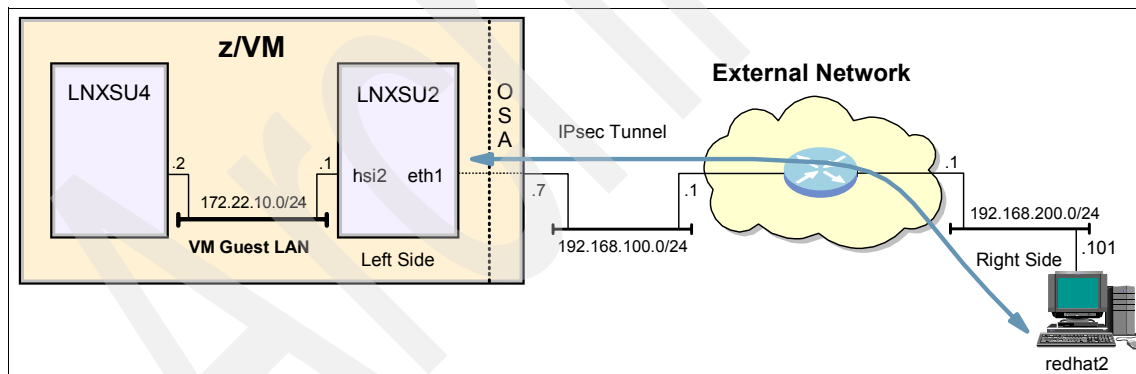 z/VM
LNXSU4
LNXSU2
O
S
A
External Network
IPsec Tunnel
.2
.1
hsi2
eth1
.7
.1
.1
172.22.10.0/24
VM Guest LAN
Left Side
192.168.100.0/24
192.168.200.0/24
Right Side
.101
redhat2